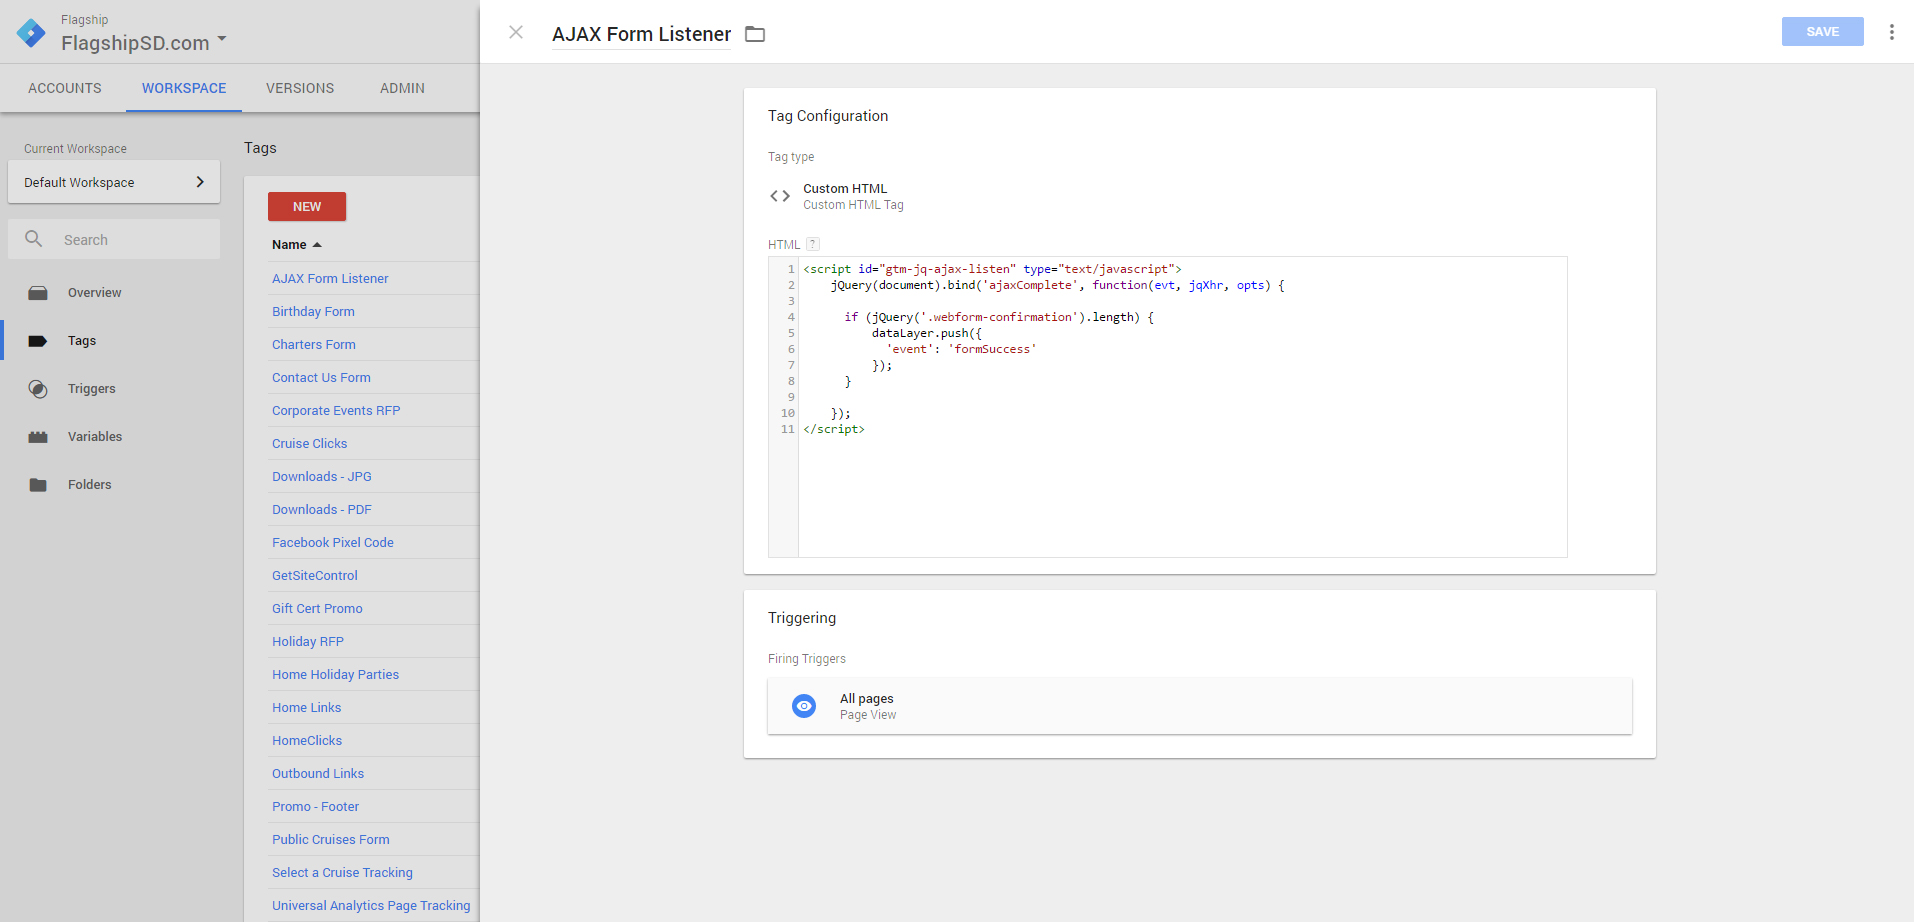 Flagship
FlagshipSD.com
ACCOUNTS WORKSPACE VERSIONS ADMIN
Current Workspace
Default Workspace
Search
Overview
Tags
Triggers
Variables
Folders
Tags
NEW
Name
AJAX Form Listener
Birthday Form
Charters Form
Contact Us Form
Corporate Events RFP
Cruise Clicks
Downloads - JPG
Downloads - PDF
Facebook Pixel Code
GetSiteControl
Gift Cert Promo
Holiday RFP
Home Holiday Parties
Home Links
HomeClicks
Outbound Links
Promo - Footer
Public Cruises Form
Select a Cruise Tracking
Universal Analytics Page Tracking
AJAX Form Listener
SAVE
Tag Configuration
Tag type
Custom HTML
Custom HTML Tag
HTML ?
1 <script id="gtm-jq-ajax-listen" type="text/javascript">
2 jQuery(document).bind('ajaxComplete', function(evt, jqXhr, opts) {
3
4 if (jQuery('.webform-confirmation').length) {
5 dataLayer.push({
6 'event': 'formSuccess'
7 });
8 }
9
10 });
11 </script>
Triggering
Firing Triggers
All pages
Page View